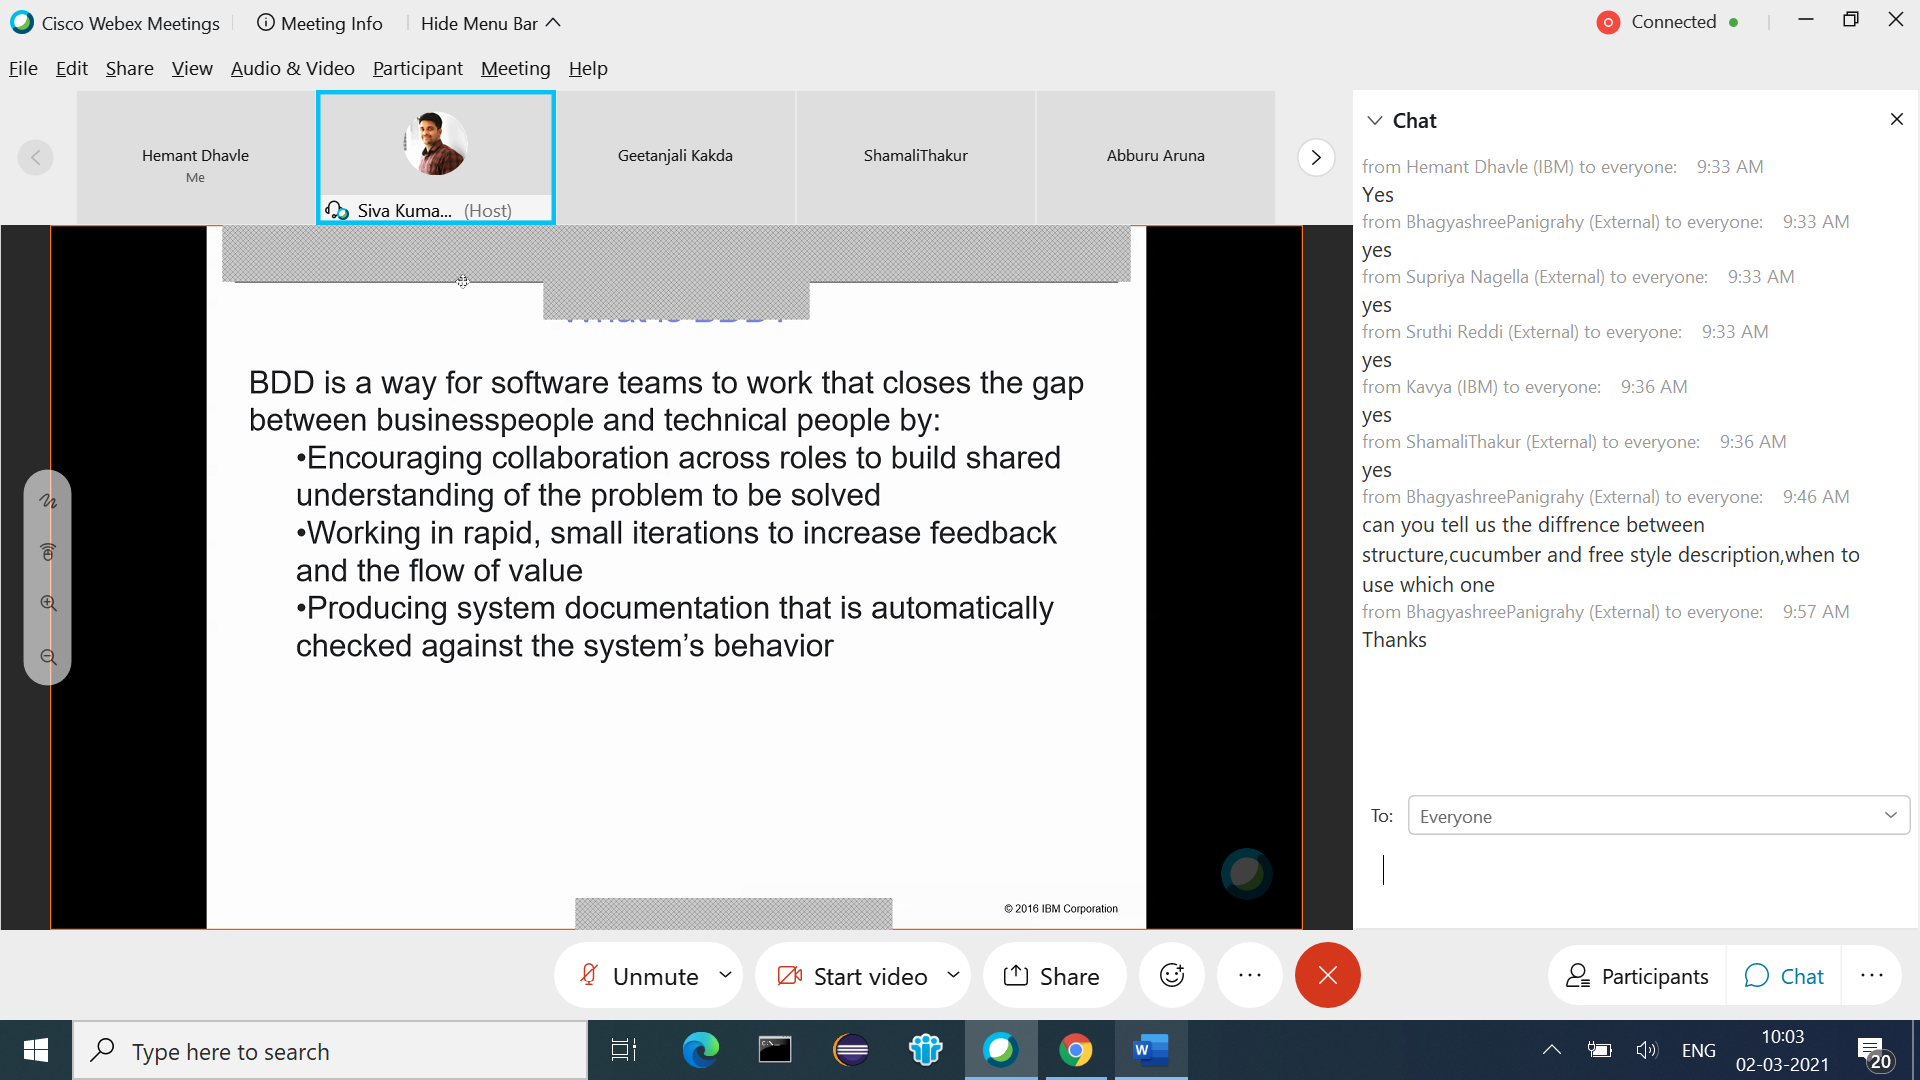 Cisco Webex Meetings
Meeting Info
Hide Menu Bar
Connected
File Edit Share View Audio & Video Participant Meeting Help
Hemant Dhavle
Me
Siva Kuma... (Host)
Geetanjali Kakda
ShamaliThakur
Abburu Aruna
What is BDD?
BDD is a way for software teams to work that closes the gap
between businesspeople and technical people by:
•Encouraging collaboration across roles to build shared
understanding of the problem to be solved
•Working in rapid, small iterations to increase feedback
and the flow of value
•Producing system documentation that is automatically
checked against the system’s behavior
© 2016 IBM Corporation
Chat
from Hemant Dhavle (IBM) to everyone: 9:33 AM
Yes
from BhagyashreePanigrahy (External) to everyone: 9:33 AM
yes
from Supriya Nagella (External) to everyone: 9:33 AM
yes
from Sruthi Reddi (External) to everyone: 9:33 AM
yes
from Kavya (IBM) to everyone: 9:36 AM
yes
from ShamaliThakur (External) to everyone: 9:36 AM
yes
from BhagyashreePanigrahy (External) to everyone: 9:46 AM
can you tell us the diffrence between
structure,cucumber and free style description,when to
use which one
from BhagyashreePanigrahy (External) to everyone: 9:57 AM
Thanks
To: Everyone
Unmute
Start video
Share
Participants
Chat
Type here to search
W
ENG
10:03
02-03-2021
20